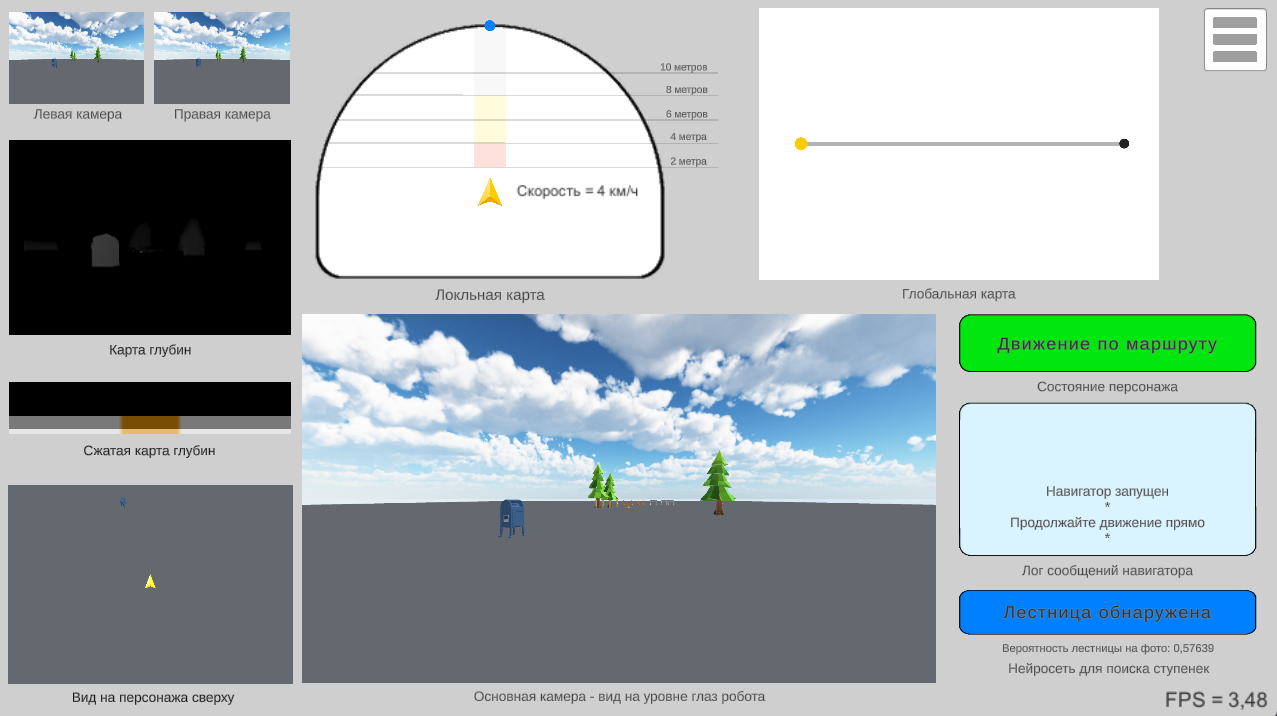 Левая камера
Правая камера
10 метров
8 метров
6 метров
4 метра
2 метра
Скорость = 4 км/ч
Локльная карта
Глобальная карта
Карта глубин
Сжатая карта глубин
Вид на персонажа сверху
Основная камера - вид на уровне глаз робота
Движение по маршруту
Состояние персонажа
Навигатор запущен
*
Продолжайте движение прямо
*
Лог сообщений навигатора
Лестница обнаружена
Вероятность лестницы на фото: 0,57639
Нейросеть для поиска ступенек
FPS = 3,48